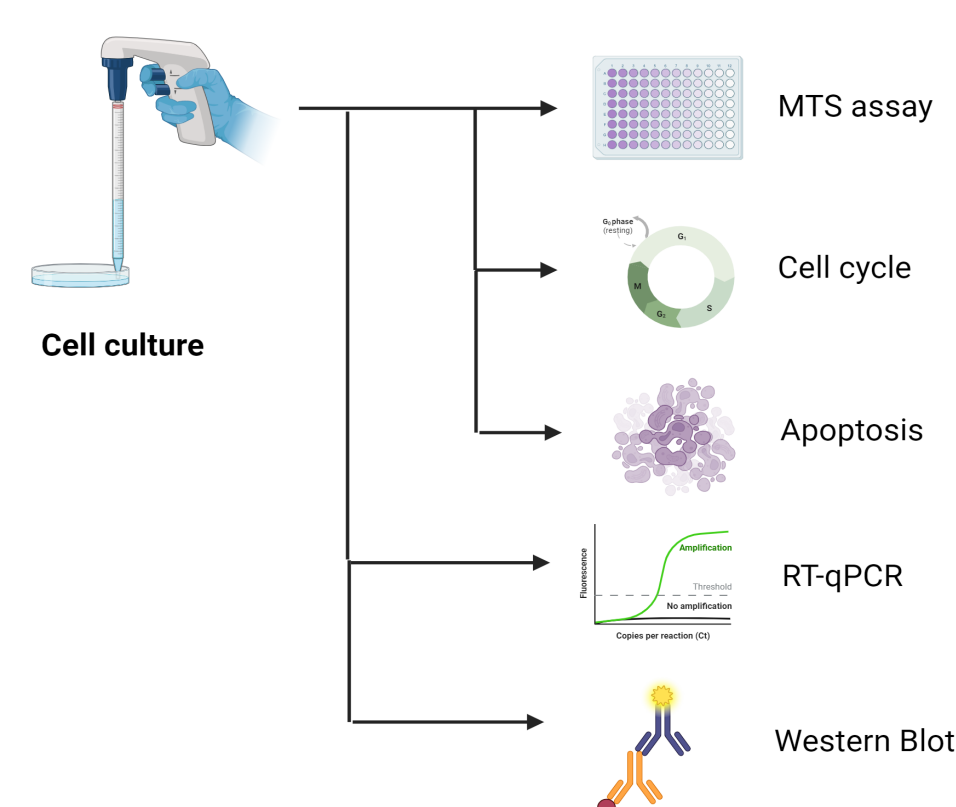 MTS assay
G₀ phase
(resting)
G₁
M
S
G₂
Cell cycle
Cell culture
Apoptosis
Fluorescence
Amplification
Threshold
No amplification
Copies per reaction (Ct)
RT-qPCR
Western Blot